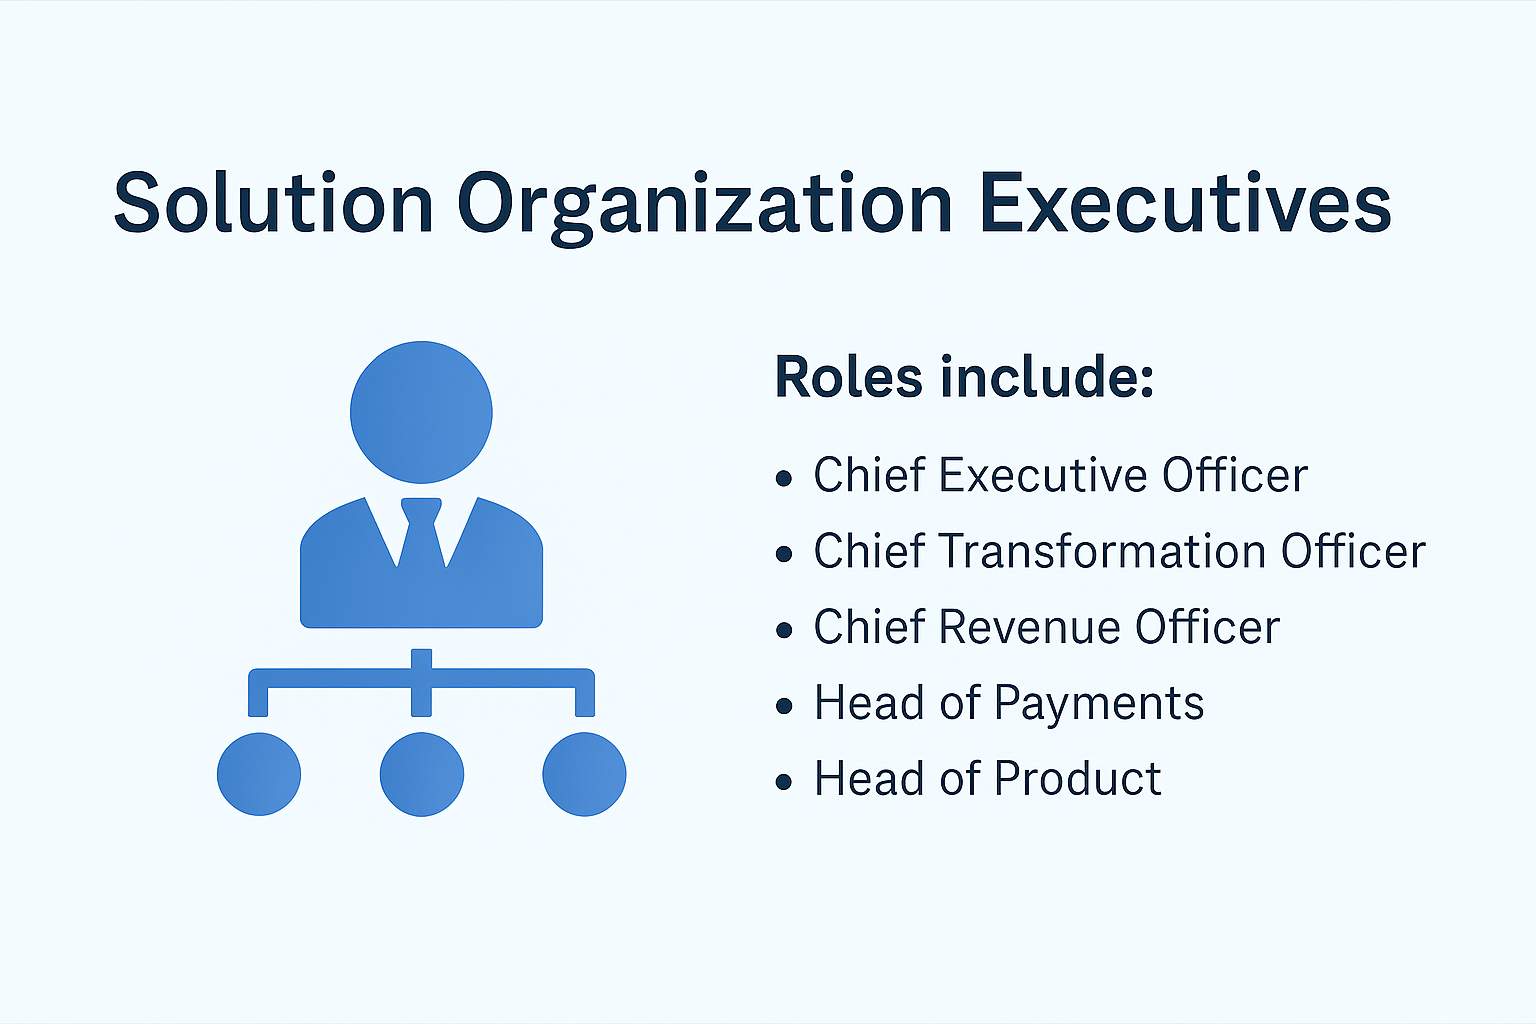 Solution Organization Executives
Roles include:
• Chief Executive Officer
• Chief Transformation Officer
• Chief Revenue Officer
• Head of Payments
• Head of Product